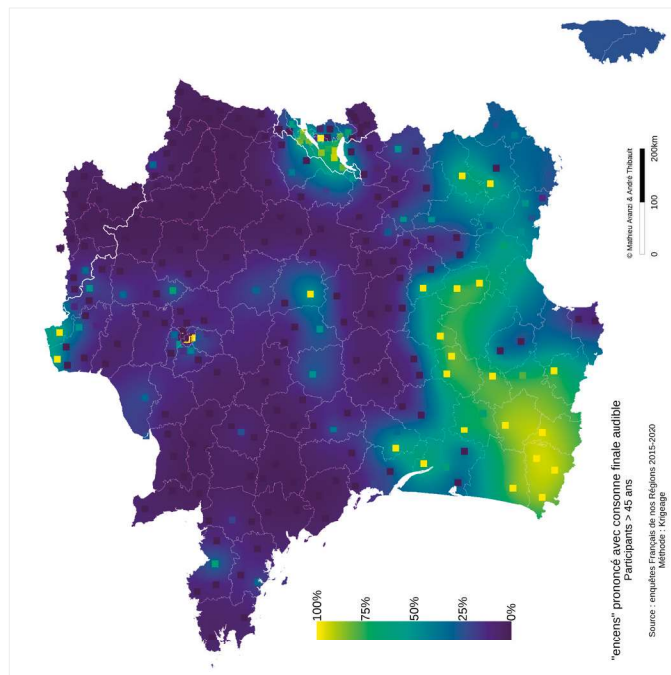 "encens" prononcé avec consonne finale audible
Participants > 45 ans
Source : enquêtes Français de nos Régions 2015-2020
Méthode : Krigeage
100%
75%
50%
25%
0%
© Mathieu Avanzi & André Thibault
0 100 200km